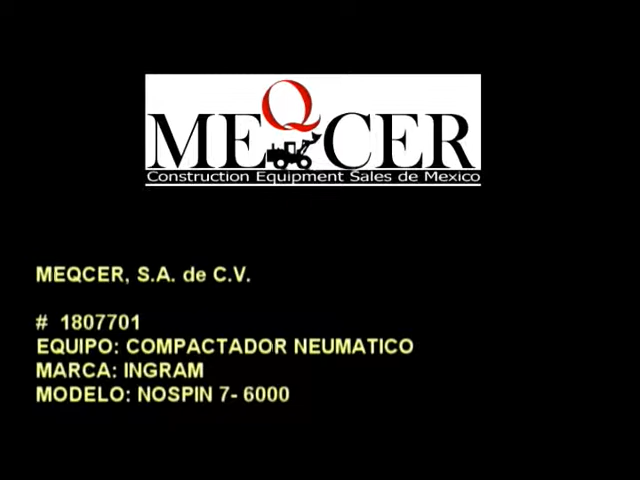 MEQCER
Construction Equipment Sales de Mexico
MEQCER, S.A. de C.V.
# 1807701
EQUIPO: COMPACTADOR NEUMATICO
MARCA: INGRAM
MODELO: NOSPIN 7- 6000